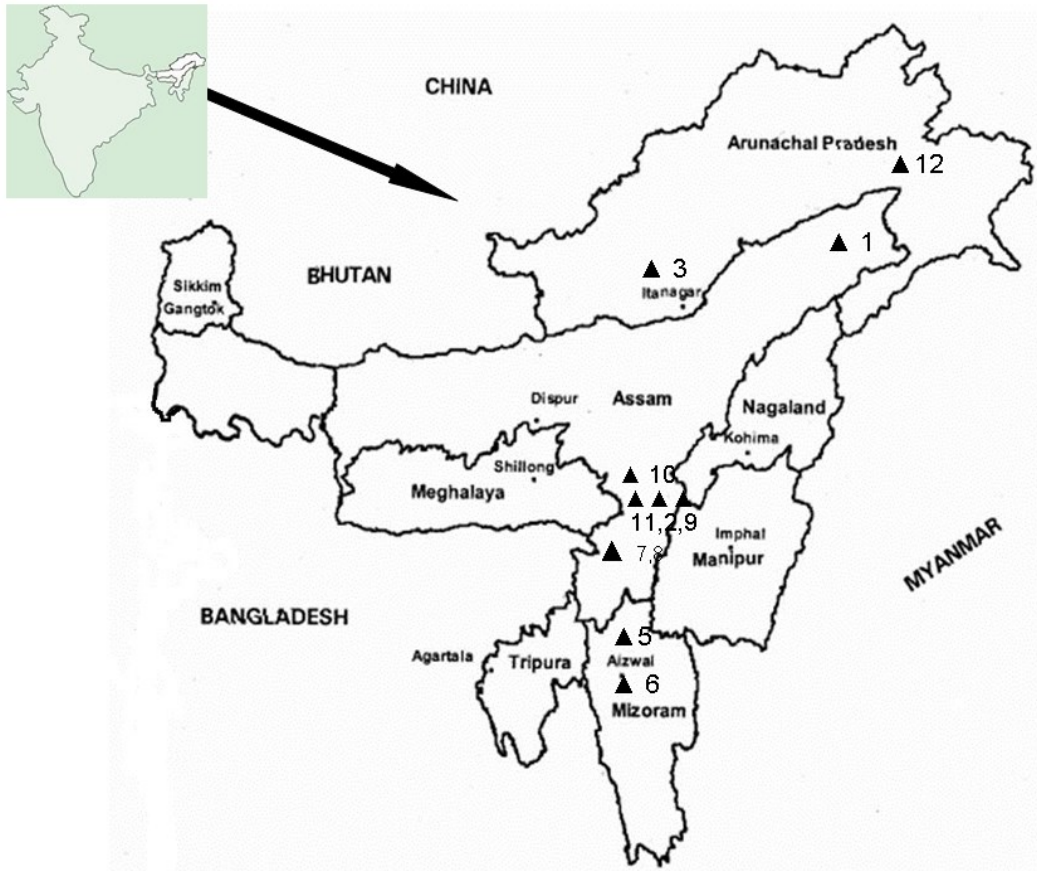 CHINA
Arunachal Pradesh
12
1
3
Itanagar
BHUTAN
Sikkim
Gangtok
Dispur
Assam
Nagaland
Kohima
Shillong
Meghalaya
10
11,2,9
7,8
Imphal
Manipur
MYANMAR
BANGLADESH
5
Agartala
Tripura
Aizwal
6
Mizoram